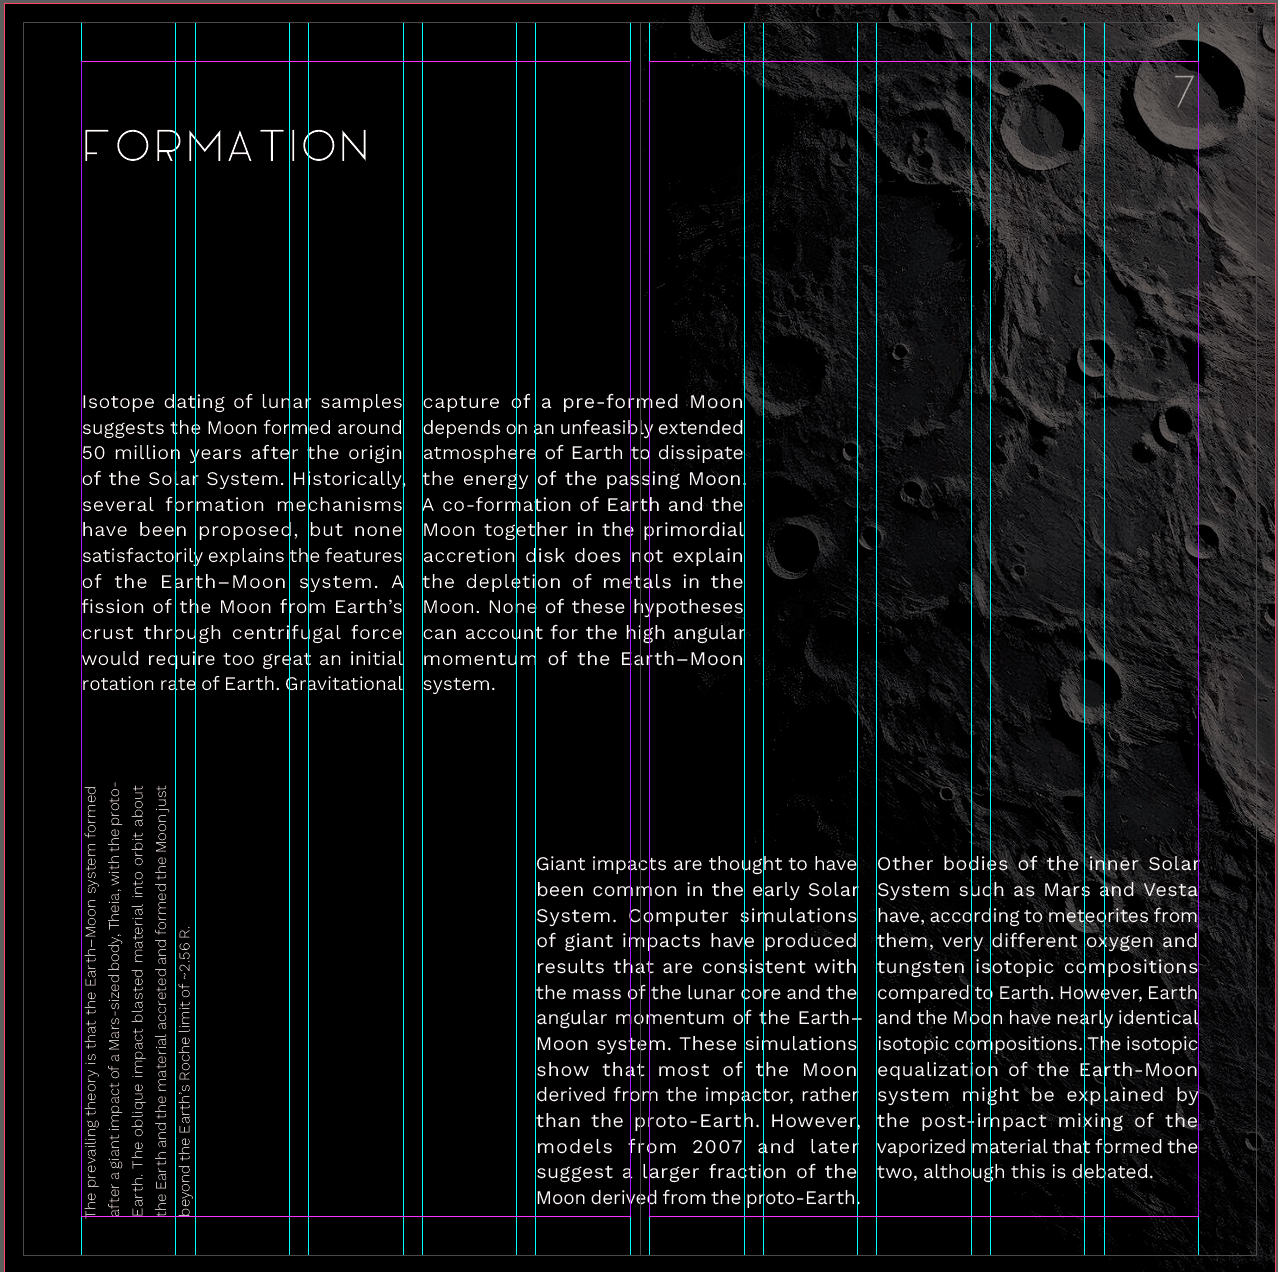 7
FORMATION
Isotope dating of lunar samples
suggests the Moon formed around
50 million years after the origin
of the Solar System. Historically,
several formation mechanisms
have been proposed, but none
satisfactorily explains the features
of the Earth–Moon system. A
fission of the Moon from Earth’s
crust through centrifugal force
would require too great an initial
rotation rate of Earth. Gravitational
capture of a pre-formed Moon
depends on an unfeasibly extended
atmosphere of Earth to dissipate
the energy of the passing Moon.
A co-formation of Earth and the
Moon together in the primordial
accretion disk does not explain
the depletion of metals in the
Moon. None of these hypotheses
can account for the high angular
momentum of the Earth–Moon
system.
The prevailing theory is that the Earth–Moon system formed
after a giant impact of a Mars-sized body, Theia, with the proto-
Earth. The oblique impact blasted material into orbit about
the Earth and the material accreted and formed the Moon just
beyond the Earth’s Roche limit of ~2.56 R.
Giant impacts are thought to have
been common in the early Solar
System. Computer simulations
of giant impacts have produced
results that are consistent with
the mass of the lunar core and the
angular momentum of the Earth–
Moon system. These simulations
show that most of the Moon
derived from the impactor, rather
than the proto-Earth. However,
models from 2007 and later
suggest a larger fraction of the
Moon derived from the proto-Earth.
Other bodies of the inner Solar
System such as Mars and Vesta
have, according to meteorites from
them, very different oxygen and
tungsten isotopic compositions
compared to Earth. However, Earth
and the Moon have nearly identical
isotopic compositions. The isotopic
equalization of the Earth-Moon
system might be explained by
the post-impact mixing of the
vaporized material that formed the
two, although this is debated.